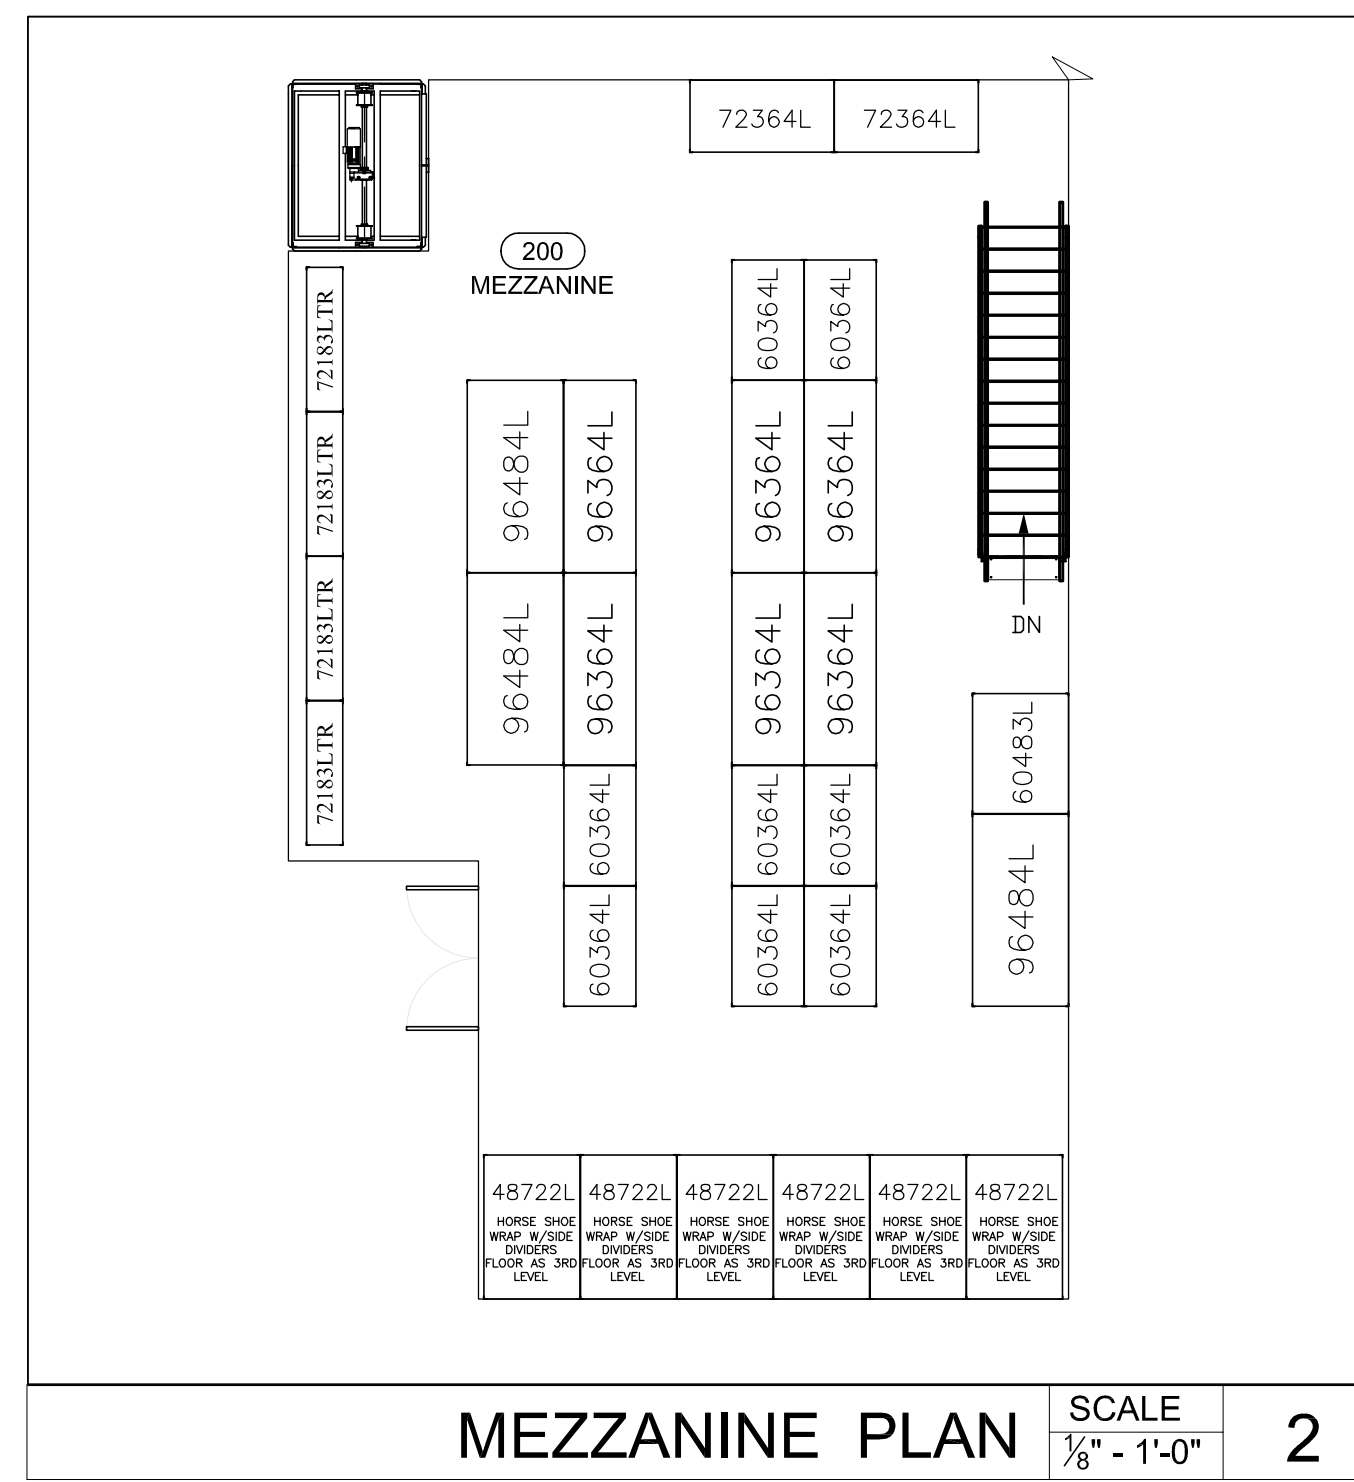 72364L 72364L
200
MEZZANINE
72183LTR
72183LTR
72183LTR
72183LTR
96484L
96484L
96364L
96364L
60364L
60364L
60364L
96364L
96364L
60364L
60364L
60364L
96364L
96364L
60364L
60364L
DN
60483L
96484L
48722L
HORSE SHOE
WRAP W/SIDE
DIVIDERS
FLOOR AS 3RD
LEVEL
48722L
HORSE SHOE
WRAP W/SIDE
DIVIDERS
FLOOR AS 3RD
LEVEL
48722L
HORSE SHOE
WRAP W/SIDE
DIVIDERS
FLOOR AS 3RD
LEVEL
48722L
HORSE SHOE
WRAP W/SIDE
DIVIDERS
FLOOR AS 3RD
LEVEL
48722L
HORSE SHOE
WRAP W/SIDE
DIVIDERS
FLOOR AS 3RD
LEVEL
48722L
HORSE SHOE
WRAP W/SIDE
DIVIDERS
FLOOR AS 3RD
LEVEL
MEZZANINE PLAN
SCALE
⅛" - 1'-0"
2